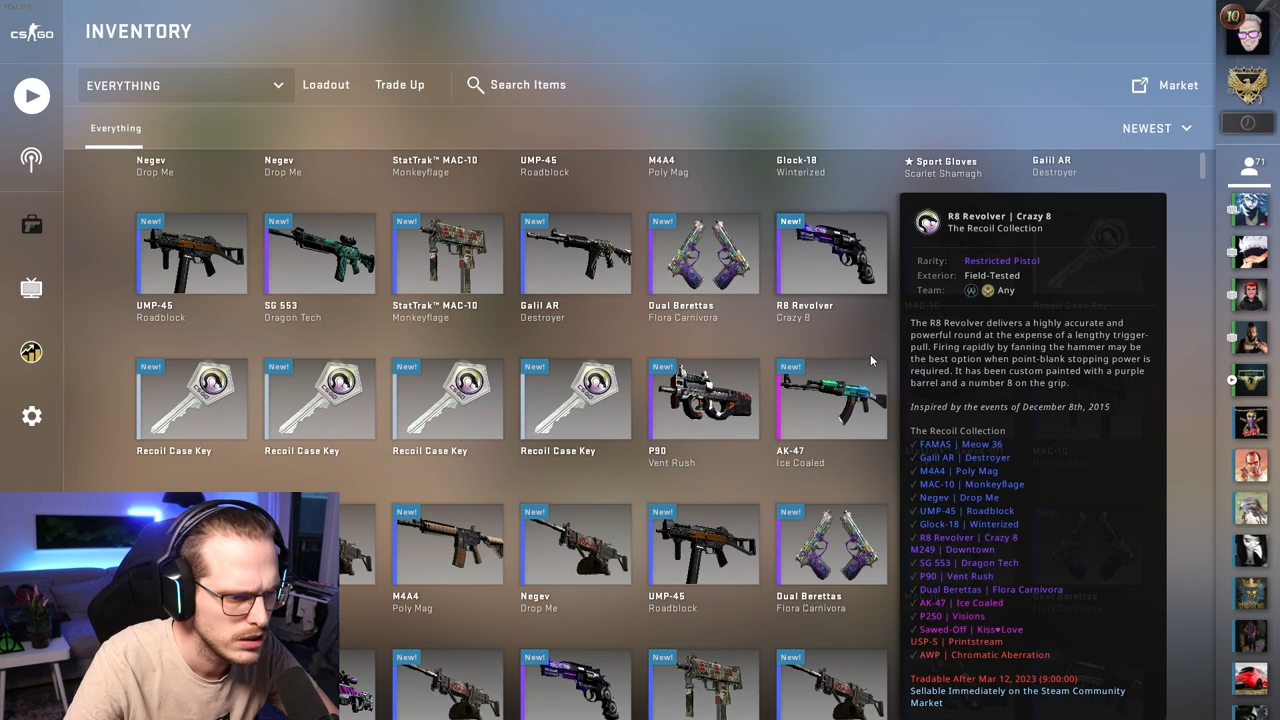 CS:GO
INVENTORY
10
EVERYTHING
Loadout
Trade Up
Search Items
Market
Everything
NEWEST
71
Negev
Drop Me
Negev
Drop Me
StatTrak™ MAC-10
Monkeyflage
UMP-45
Roadblock
M4A4
Poly Mag
Glock-18
Winterized
★ Sport Gloves
Scarlet Shamagh
Galil AR
Destroyer
New!
UMP-45
Roadblock
New!
SG 553
Dragon Tech
New!
StatTrak™ MAC-10
Monkeyflage
New!
Galil AR
Destroyer
New!
Dual Berettas
Flora Carnivora
New!
R8 Revolver
Crazy 8
New!
Recoil Case Key
New!
Recoil Case Key
New!
Recoil Case Key
New!
Recoil Case Key
New!
P90
Vent Rush
New!
AK-47
Ice Coaled
New!
M4A4
Poly Mag
New!
Negev
Drop Me
New!
UMP-45
Roadblock
New!
Dual Berettas
Flora Carnivora
New!
New!
New!
New!
R8 Revolver | Crazy 8
The Recoil Collection
Rarity: Restricted Pistol
Exterior: Field-Tested
Team: Any
The R8 Revolver delivers a highly accurate and
powerful round at the expense of a lengthy trigger-
pull. Firing rapidly by fanning the hammer may be
the best option when point-blank stopping power is
required. It has been custom painted with a purple
barrel and a number 8 on the grip.
Inspired by the events of December 8th, 2015
The Recoil Collection
✓ FAMAS | Meow 36
✓ Galil AR | Destroyer
✓ M4A4 | Poly Mag
✓ MAC-10 | Monkeyflage
✓ Negev | Drop Me
✓ UMP-45 | Roadblock
✓ Glock-18 | Winterized
✓ R8 Revolver | Crazy 8
M249 | Downtown
✓ SG 553 | Dragon Tech
✓ P90 | Vent Rush
✓ Dual Berettas | Flora Carnivora
✓ AK-47 | Ice Coaled
✓ P250 | Visions
✓ Sawed-Off | Kiss♥Love
USP-S | Printstream
✓ AWP | Chromatic Aberration
Tradable After Mar 12, 2023 (9:00:00)
Sellable Immediately on the Steam Community
Market